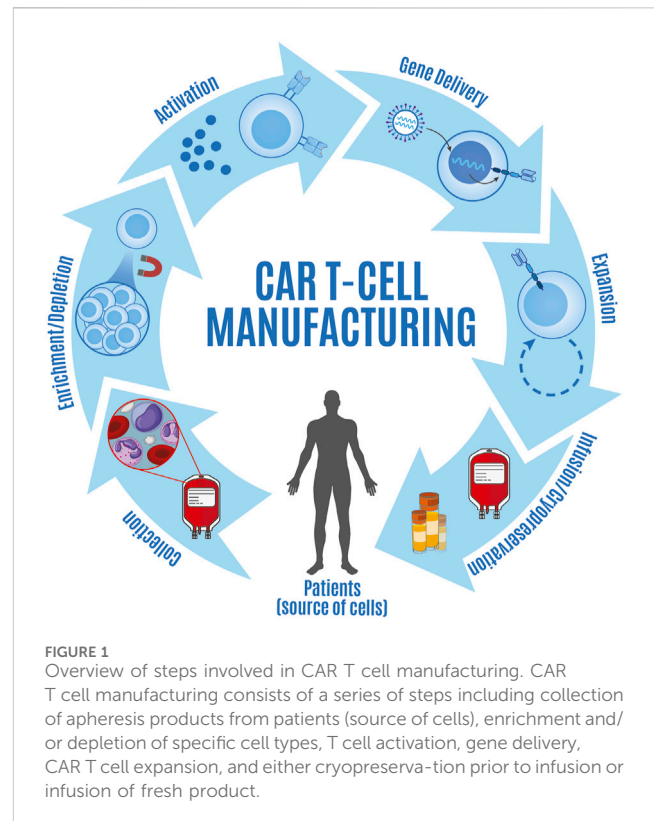 Activation
Gene Delivery
Enrichment/Depletion
CAR T-CELL
MANUFACTURING
Expansion
Collection
Infusion/Cryopreservation
Patients
(source of cells)
FIGURE 1
Overview of steps involved in CAR T cell manufacturing. CAR
T cell manufacturing consists of a series of steps including collection
of apheresis products from patients (source of cells), enrichment and/
or depletion of specific cell types, T cell activation, gene delivery,
CAR T cell expansion, and either cryopreserva-tion prior to infusion or
infusion of fresh product.